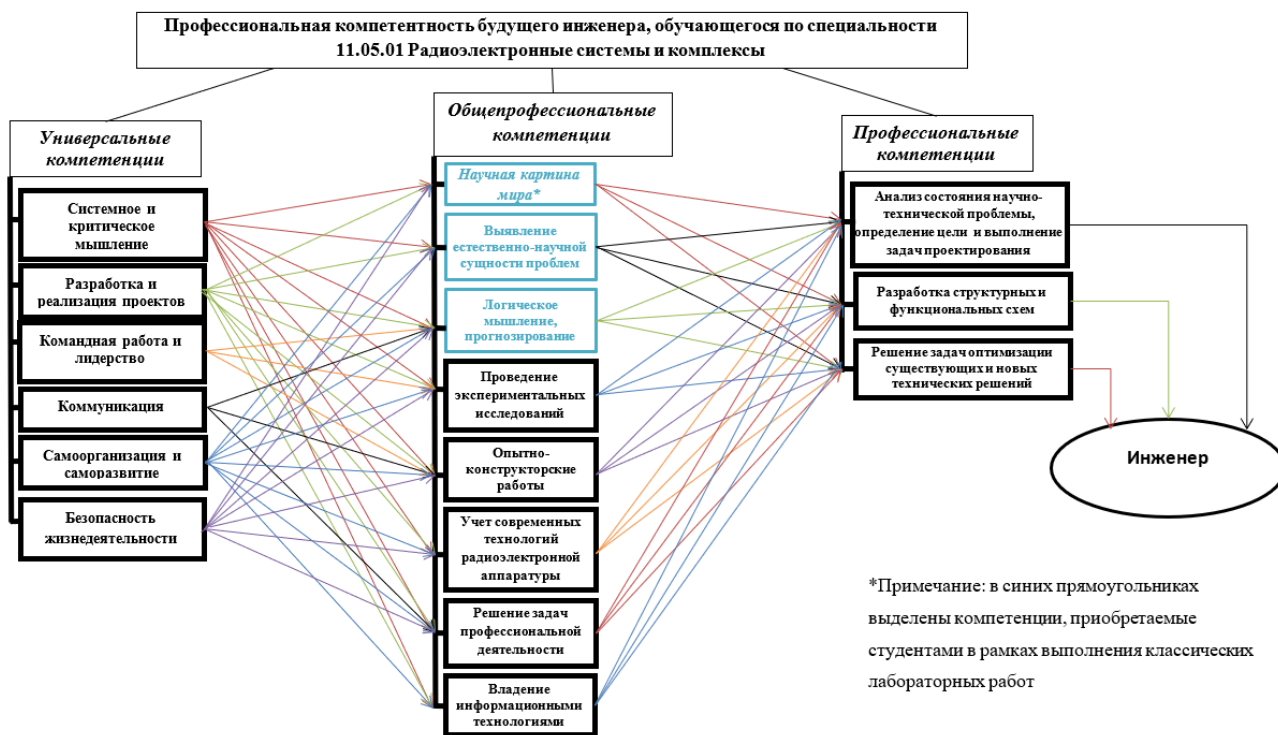 Профессиональная компетентность будущего инженера, обучающегося по специальности
11.05.01 Радиоэлектронные системы и комплексы
Универсальные
компетенции
Системное и
критическое
мышление
Разработка и
реализация проектов
Командная работа и
лидерство
Коммуникация
Самоорганизация и
саморазвитие
Безопасность
жизнедеятельности
Общепрофессиональные
компетенции
Научная картина
мира*
Выявление
естественно-научной
сущности проблем
Логическое
мышление,
прогнозирование
Проведение
экспериментальных
исследований
Опытно-
конструкторские
работы
Учет современных
технологий
радиоэлектронной
аппаратуры
Решение задач
профессиональной
деятельности
Владение
информационными
технологиями
Профессиональные
компетенции
Анализ состояния научно-
технической проблемы,
определение цели и выполнение
задач проектирования
Разработка структурных и
функциональных схем
Решение задач оптимизации
существующих и новых
технических решений
Инженер
*Примечание: в синих прямоугольниках
выделены компетенции, приобретаемые
студентами в рамках выполнения классических
лабораторных работ